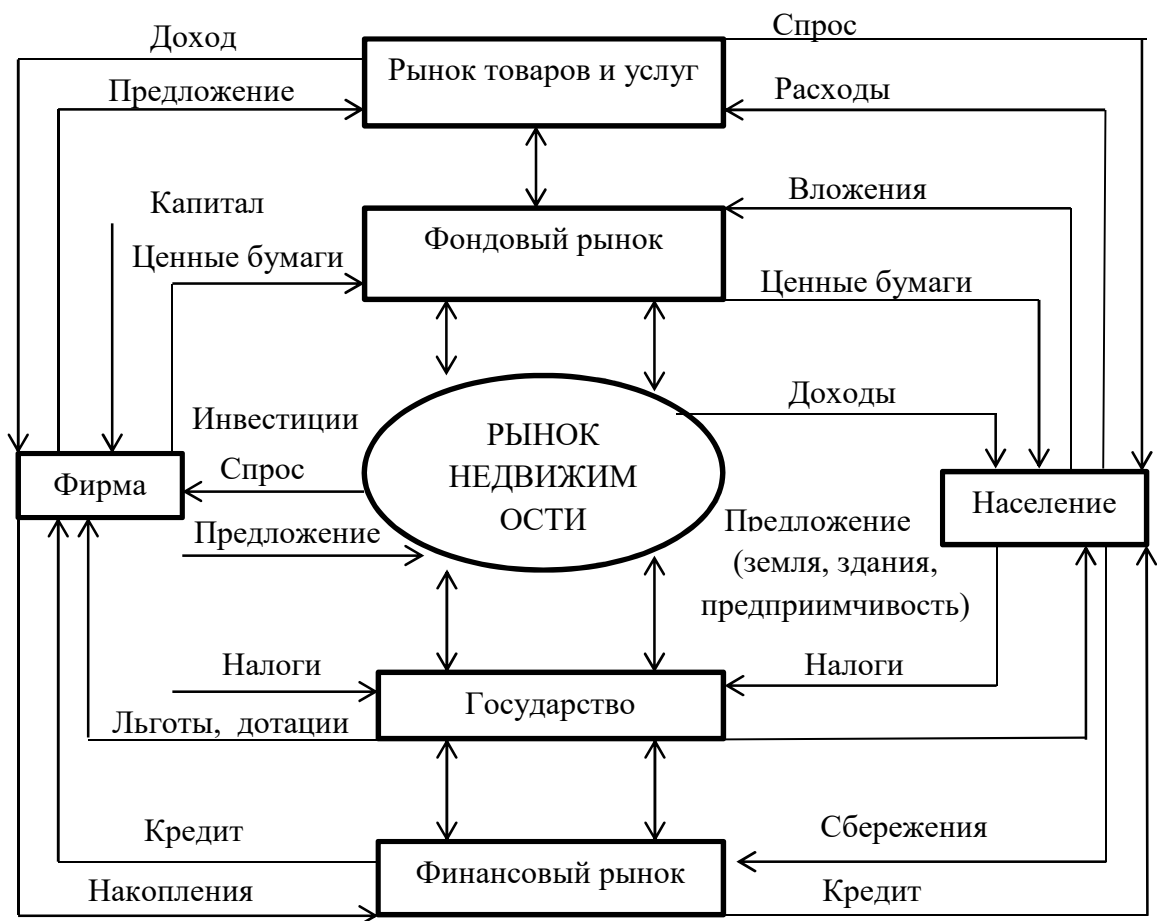 Спрос
Доход
Рынок товаров и услуг
Предложение
Расходы
Капитал
Вложения
Фондовый рынок
Ценные бумаги
Ценные бумаги
Доходы
Инвестиции
РЫНОК
НЕДВИЖИМ
ОСТИ
Спрос
Фирма
Население
Предложение
Предложение
(земля, здания,
предприимчивость)
Налоги
Налоги
Государство
Льготы, дотации
Кредит
Сбережения
Финансовый рынок
Накопления
Кредит